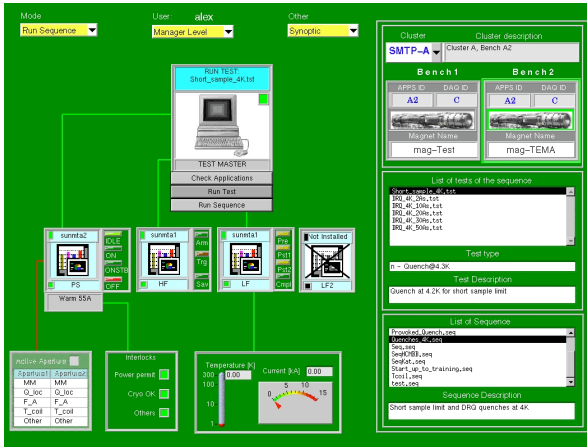 Mode
User: alex
Other
Run Sequence
Manager Level
Synoptic
Cluster
Cluster description
SMTP-A
Cluster A, Bench A2
Bench1
Bench2
APPS ID
DAQ ID
APPS ID
DAQ ID
A2
C
A2
C
Magnet Name
Magnet Name
mag-Test
mag-TEMA
RUN TEST
Short_sample_4K.tst
TEST MASTER
Check Applications
Run Test
Run Sequence
List of tests of the sequence
Short_sample_4K.tst
DRQ_4K_2As.tst
DRQ_4K_10As.tst
DRQ_4K_20As.tst
DRQ_4K_30As.tst
DRQ_4K_50As.tst
Test type
n - Quench@4.3K
Test Description
Quench at 4.2K for short sample limit
sunmta2
IDLE
ON
ONSTB
OFF
PS
Warm 55A
sunmta1
Arm
Trg
Sav
HF
sunmta1
Pre
Pst1
Pst2
Cmpl
LF
Not Installed
LF2
List of Sequence
Provoked_Quench.seq
Quenches_4K.seq
Seq.seq
SeqKat.seq
Start_up_to_training.seq
Tcoil.seq
test.seq
Sequence Description
Short sample limit and DRQ quenches at 4K
Active Aperture
Aperture1
Aperture2
MM
MM
Q_loc
Q_loc
F_A
F_A
T_coil
T_coil
Other
Other
Interlocks
Power permit
Cryo OK
Others
Temperature [K]
300
100
10
1
0.00
Current [kA]
0.00
0
5
10
15